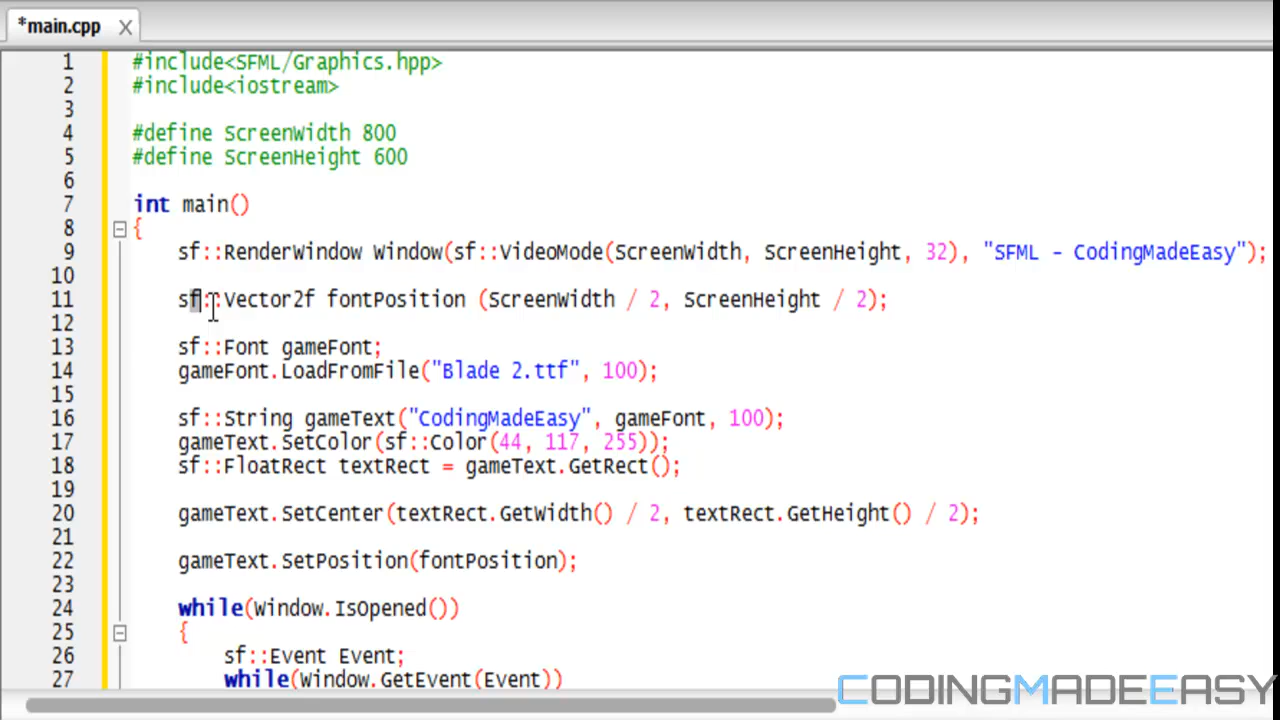 *main.cpp X
1 #include<SFML/Graphics.hpp>
2 #include<iostream>
3
4 #define ScreenWidth 800
5 #define ScreenHeight 600
6
7 int main()
8 {
9 sf::RenderWindow Window(sf::VideoMode(ScreenWidth, ScreenHeight, 32), "SFML - CodingMadeEasy");
10
11 sf::Vector2f fontPosition (ScreenWidth / 2, ScreenHeight / 2);
12
13 sf::Font gameFont;
14 gameFont.LoadFromFile("Blade 2.ttf", 100);
15
16 sf::String gameText("CodingMadeEasy", gameFont, 100);
17 gameText.SetColor(sf::Color(44, 117, 255));
18 sf::FloatRect textRect = gameText.GetRect();
19
20 gameText.SetCenter(textRect.GetWidth() / 2, textRect.GetHeight() / 2);
21
22 gameText.SetPosition(fontPosition);
23
24 while(Window.IsOpened())
25 {
26 sf::Event Event;
27 while(Window.GetEvent(Event))
CODINGMADEEASY